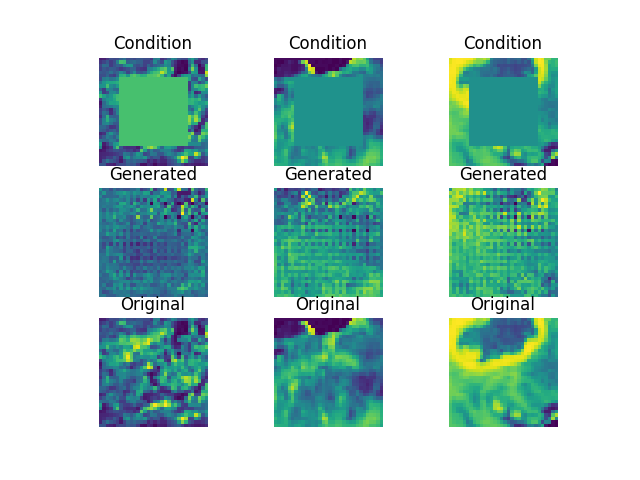 Condition Condition Condition
Generated Generated Generated
Original Original Original